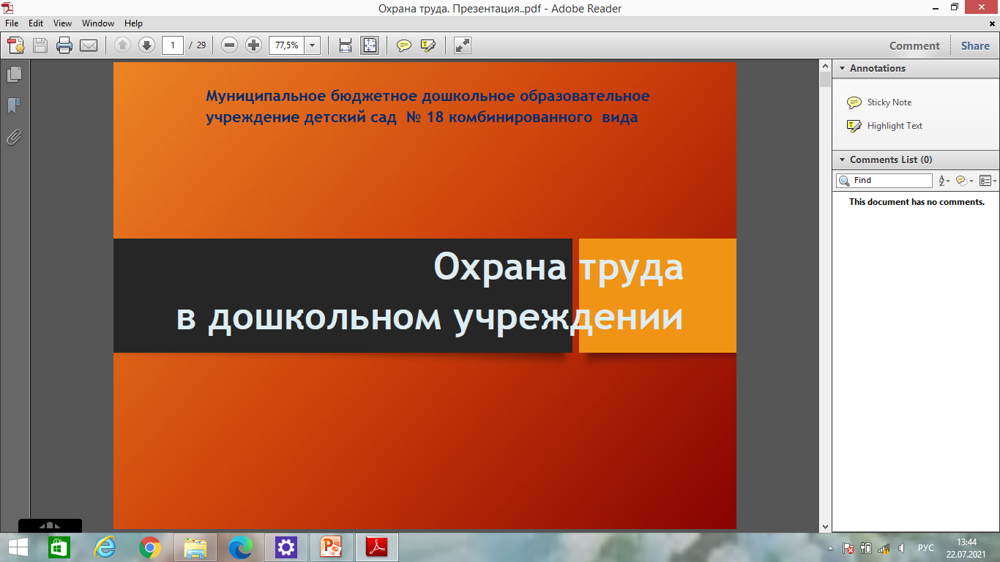 Охрана труда. Презентация..pdf - Adobe Reader
File Edit View Window Help
1 / 29 77,5% Comment Share
Annotations
Sticky Note
Highlight Text
Comments List (0)
Find
This document has no comments.
Муниципальное бюджетное дошкольное образовательное
учреждение детский сад № 18 комбинированного вида
Охрана труда
в дошкольном учреждении
РУС
13:44
22.07.2021